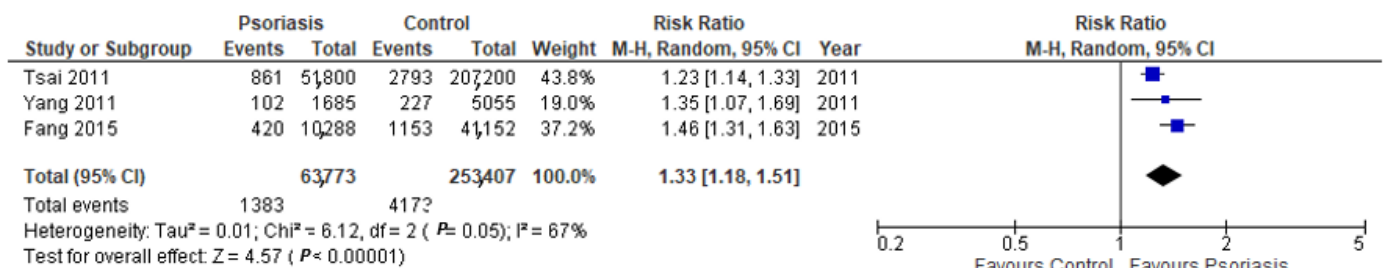 Psoriasis Control Risk Ratio Risk Ratio
Study or Subgroup Events Total Events Total Weight M-H, Random, 95% CI Year M-H, Random, 95% CI
Tsai 2011 861 51,800 2793 207,200 43.8% 1.23 [1.14, 1.33] 2011
Yang 2011 102 1685 227 5055 19.0% 1.35 [1.07, 1.69] 2011
Fang 2015 420 10,288 1153 41,152 37.2% 1.46 [1.31, 1.63] 2015
Total (95% CI) 63,773 253,407 100.0% 1.33 [1.18, 1.51]
Total events 1383
Heterogeneity: Tau² = 0.01; Chi² = 6.12, df = 2 ( P= 0.05); I² = 67%
Test for overall effect: Z = 4.57 ( P< 0.00001)
0.2 0.5 1 2 5
Favours Control Favours Psoriasis